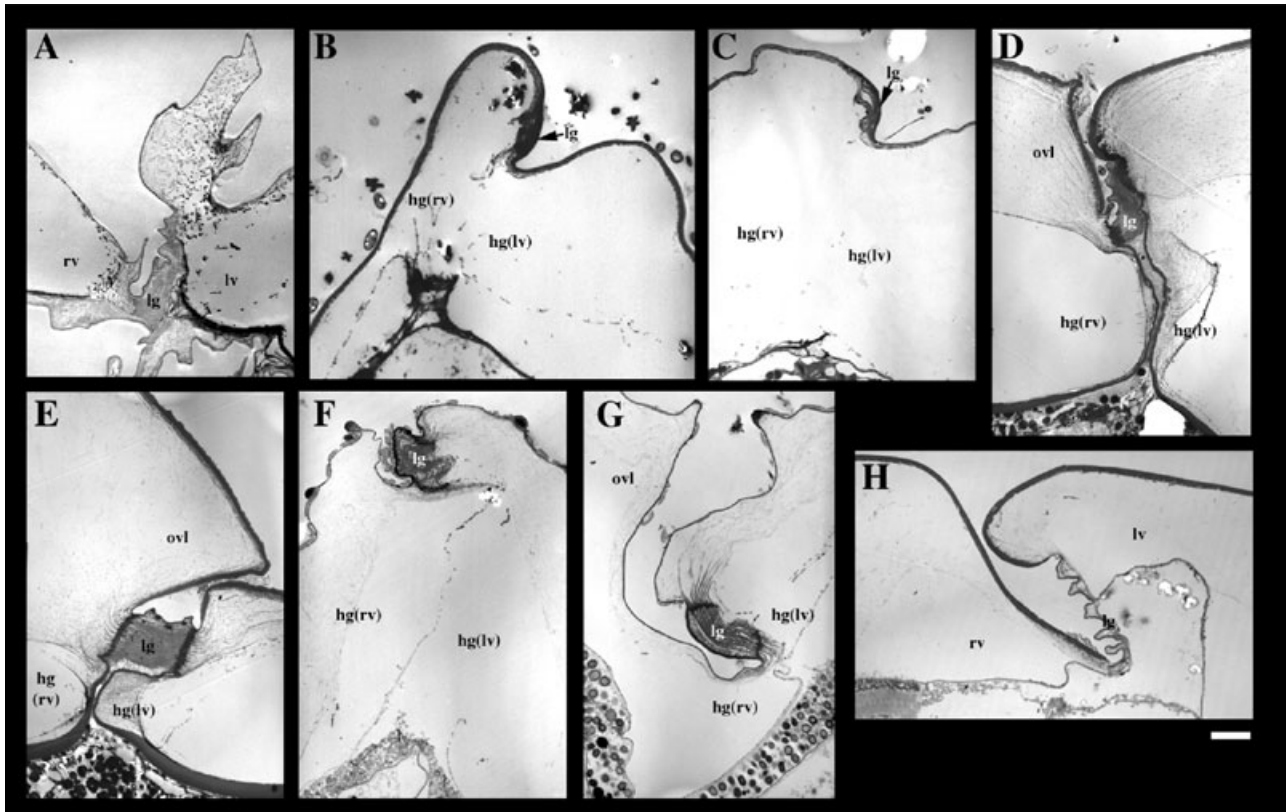 A
rv
lg
lv
B
lg
hg(rv)
hg(lv)
C
lg
hg(rv)
hg(lv)
D
ovl
lg
hg(rv)
hg(lv)
E
ovl
lg
hg
(rv)
hg(lv)
F
lg
hg(rv)
hg(lv)
G
ovl
hg(lv)
lg
hg(rv)
H
lv
lg
rv